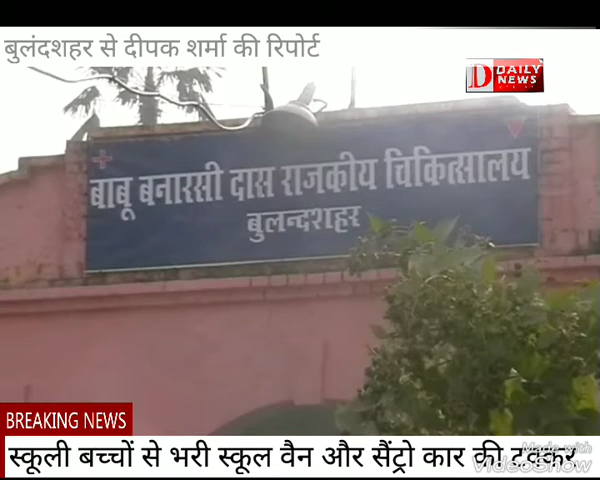 बुलंदशहर से दीपक शर्मा की रिपोर्ट
D DAILY
NEWS
बाबू बनारसी दास राजकीय चिकित्सालय
बुलन्दशहर
BREAKING NEWS
स्कूली बच्चों से भरी स्कूल वैन और सैंट्रो कार की टक्कर
Made with
VideoShow